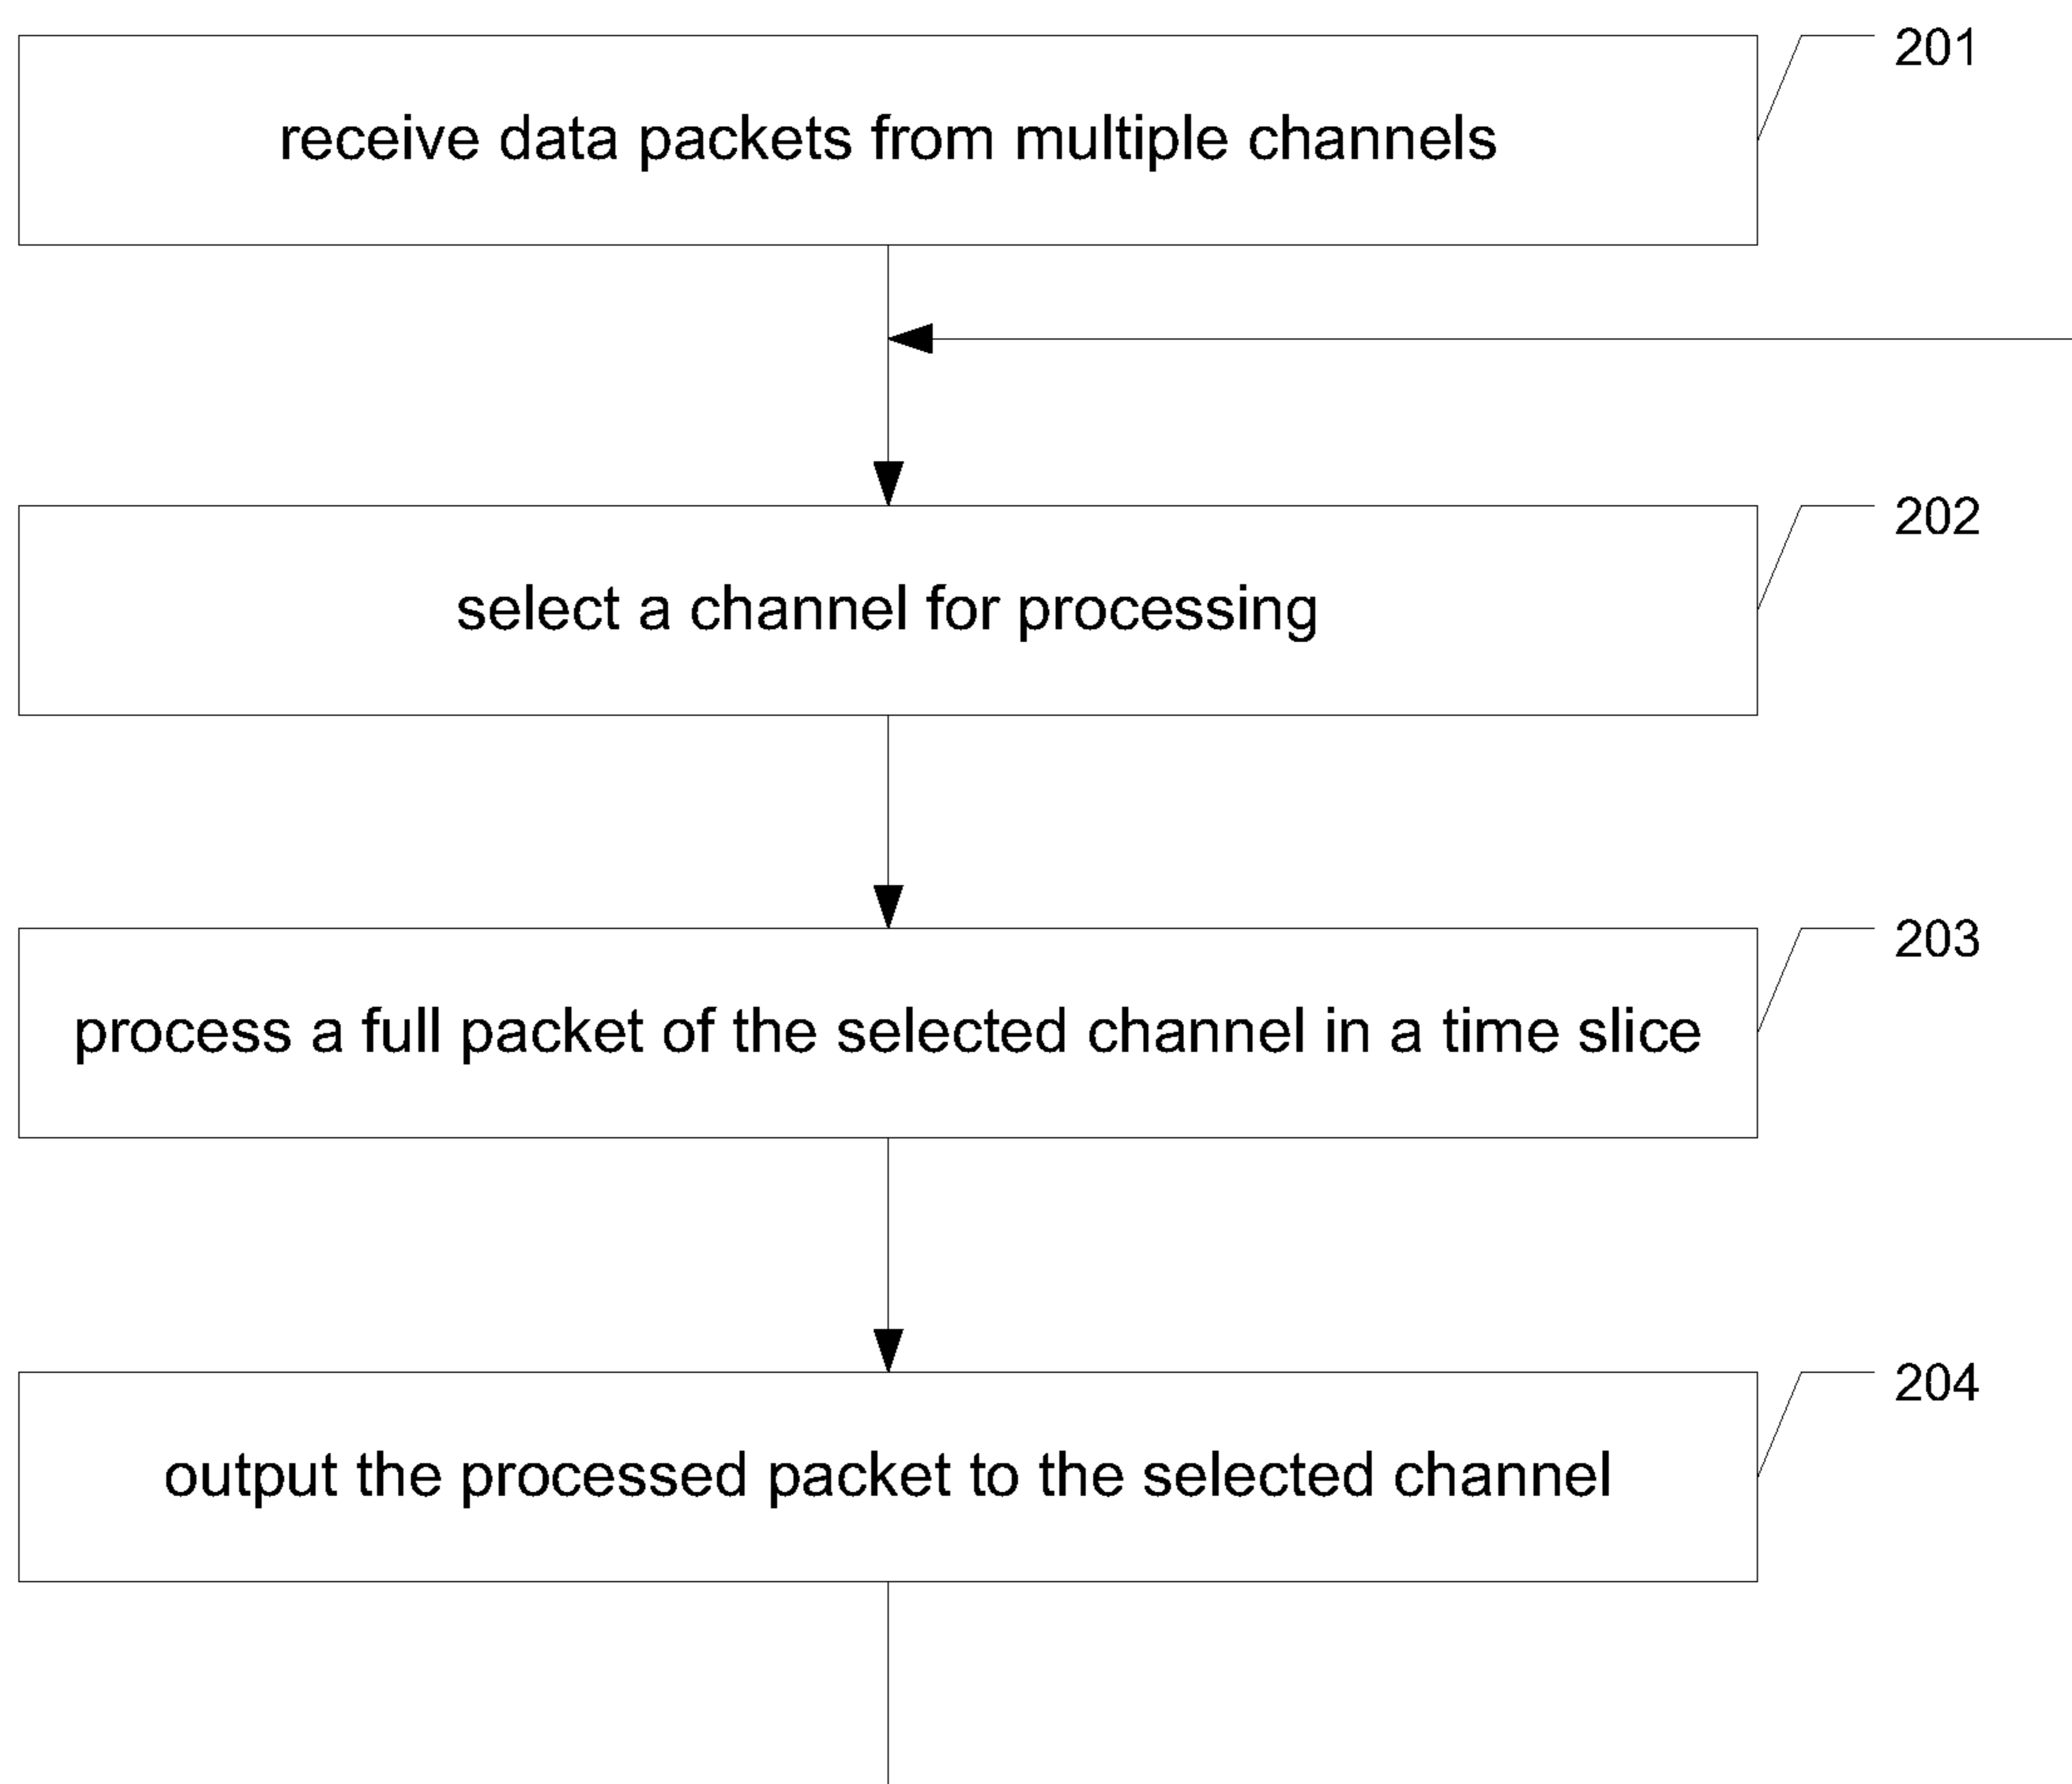 201
receive data packets from multiple channels
202
select a channel for processing
203
process a full packet of the selected channel in a time slice
204
output the processed packet to the selected channel